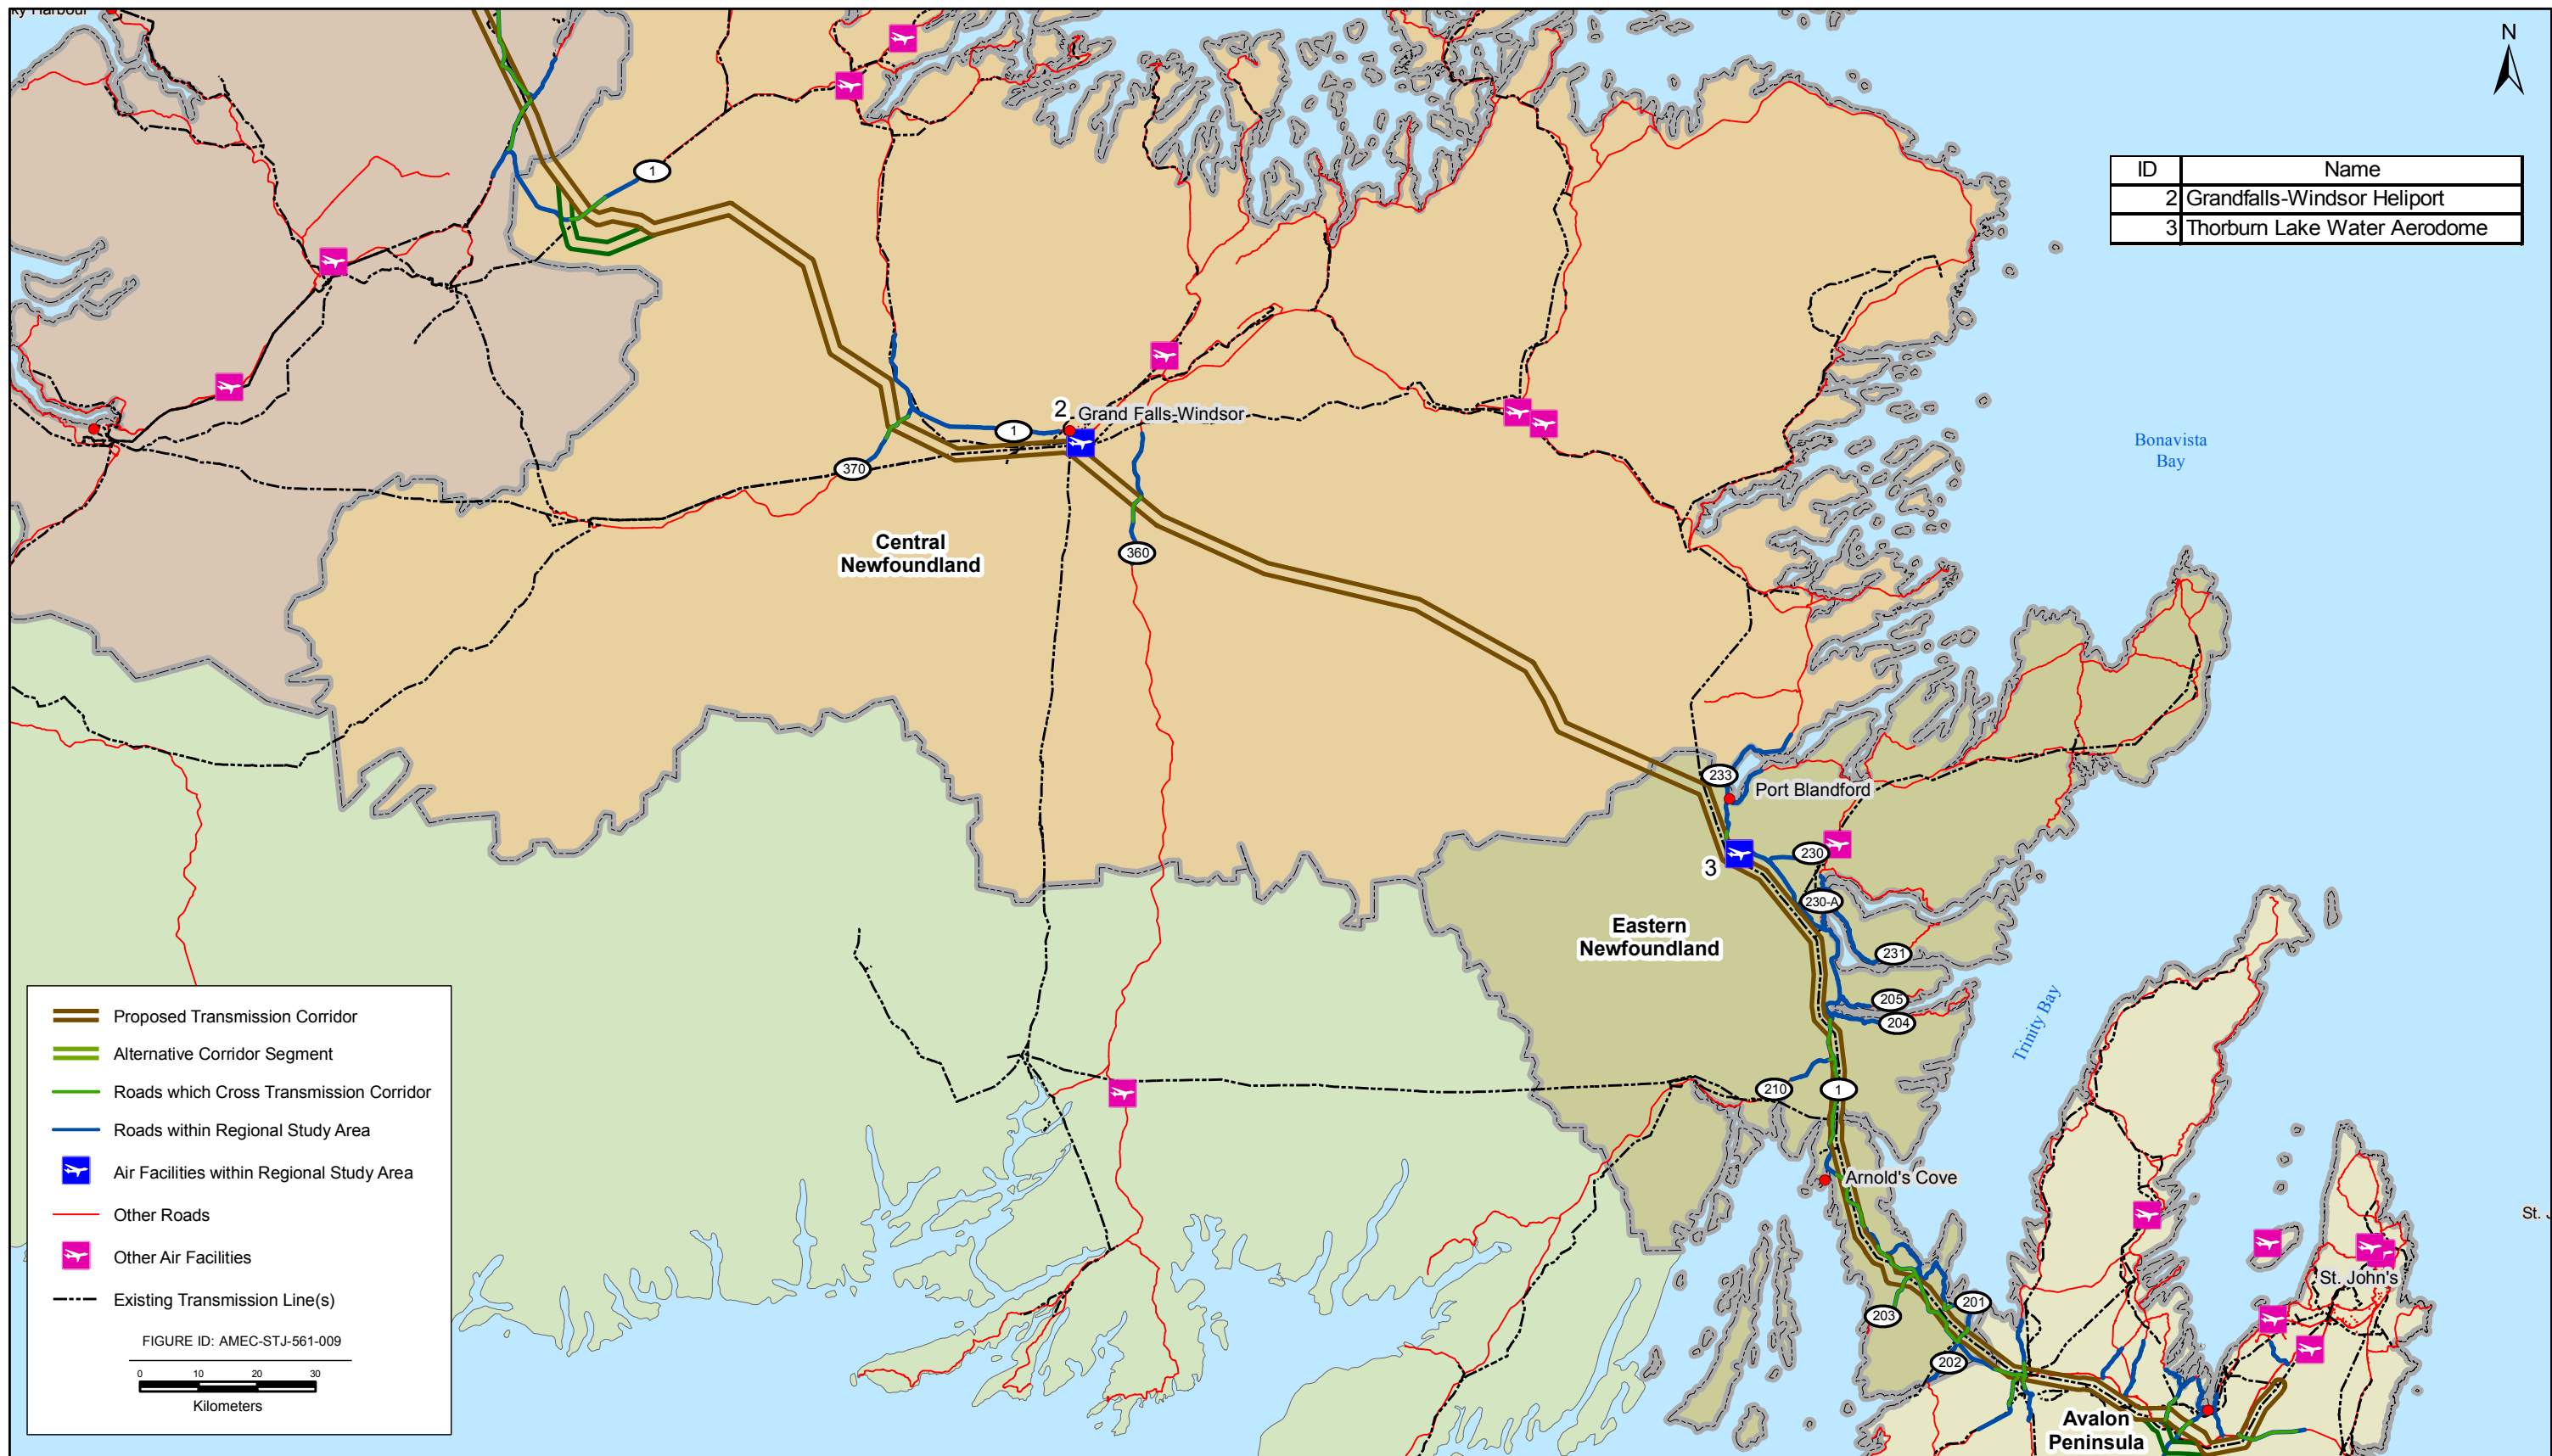 ky Harbour
N
ID Name
2 Grandfalls-Windsor Heliport
3 Thorburn Lake Water Aerodome
1
2
Grand Falls-Windsor
1
370
360
Bonavista
Bay
Central
Newfoundland
233
Port Blandford
230
3
230-A
Eastern
Newfoundland
231
205
204
Trinity Bay
210
1
Arnold's Cove
St. J
St. John's
201
203
202
Avalon
Peninsula
Proposed Transmission Corridor
Alternative Corridor Segment
Roads which Cross Transmission Corridor
Roads within Regional Study Area
Air Facilities within Regional Study Area
Other Roads
Other Air Facilities
Existing Transmission Line(s)
FIGURE ID: AMEC-STJ-561-009
0 10 20 30
Kilometers